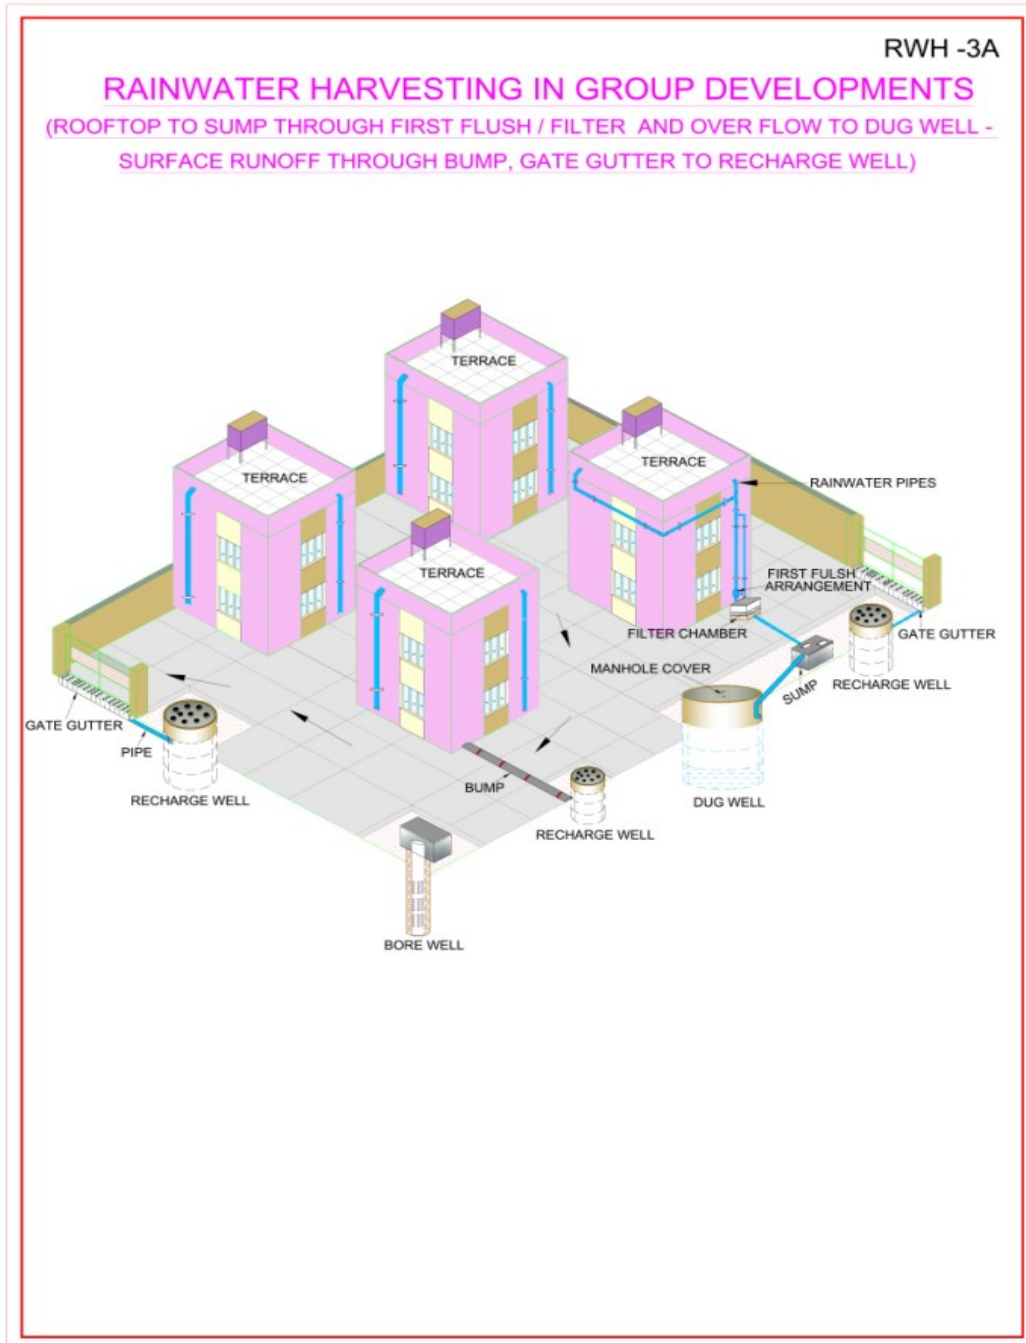 RWH -3A
RAINWATER HARVESTING IN GROUP DEVELOPMENTS
(ROOFTOP TO SUMP THROUGH FIRST FLUSH / FILTER AND OVER FLOW TO DUG WELL -
SURFACE RUNOFF THROUGH BUMP, GATE GUTTER TO RECHARGE WELL)
TERRACE
TERRACE
TERRACE
RAINWATER PIPES
TERRACE
FIRST FULSH
ARRANGEMENT
FILTER CHAMBER
GATE GUTTER
MANHOLE COVER
RECHARGE WELL
SUMP
GATE GUTTER
PIPE
BUMP
RECHARGE WELL
DUG WELL
RECHARGE WELL
BORE WELL